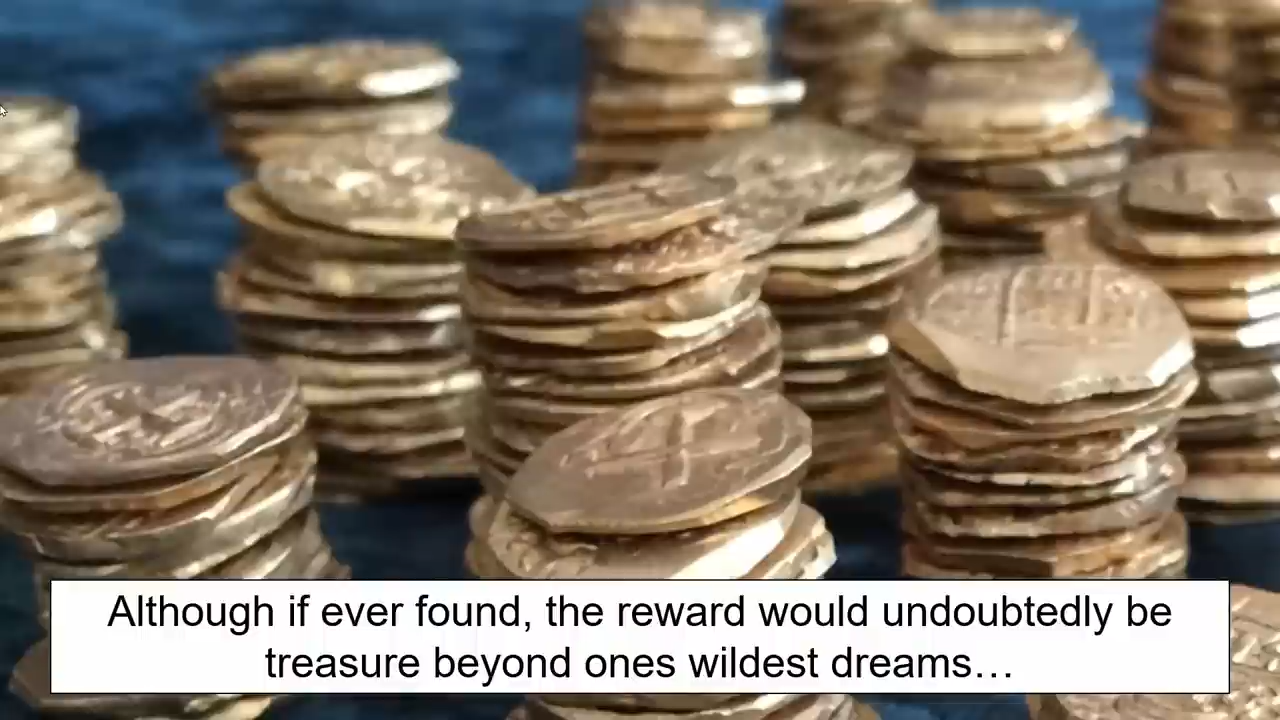 Although if ever found, the reward would undoubtedly be
treasure beyond ones wildest dreams…